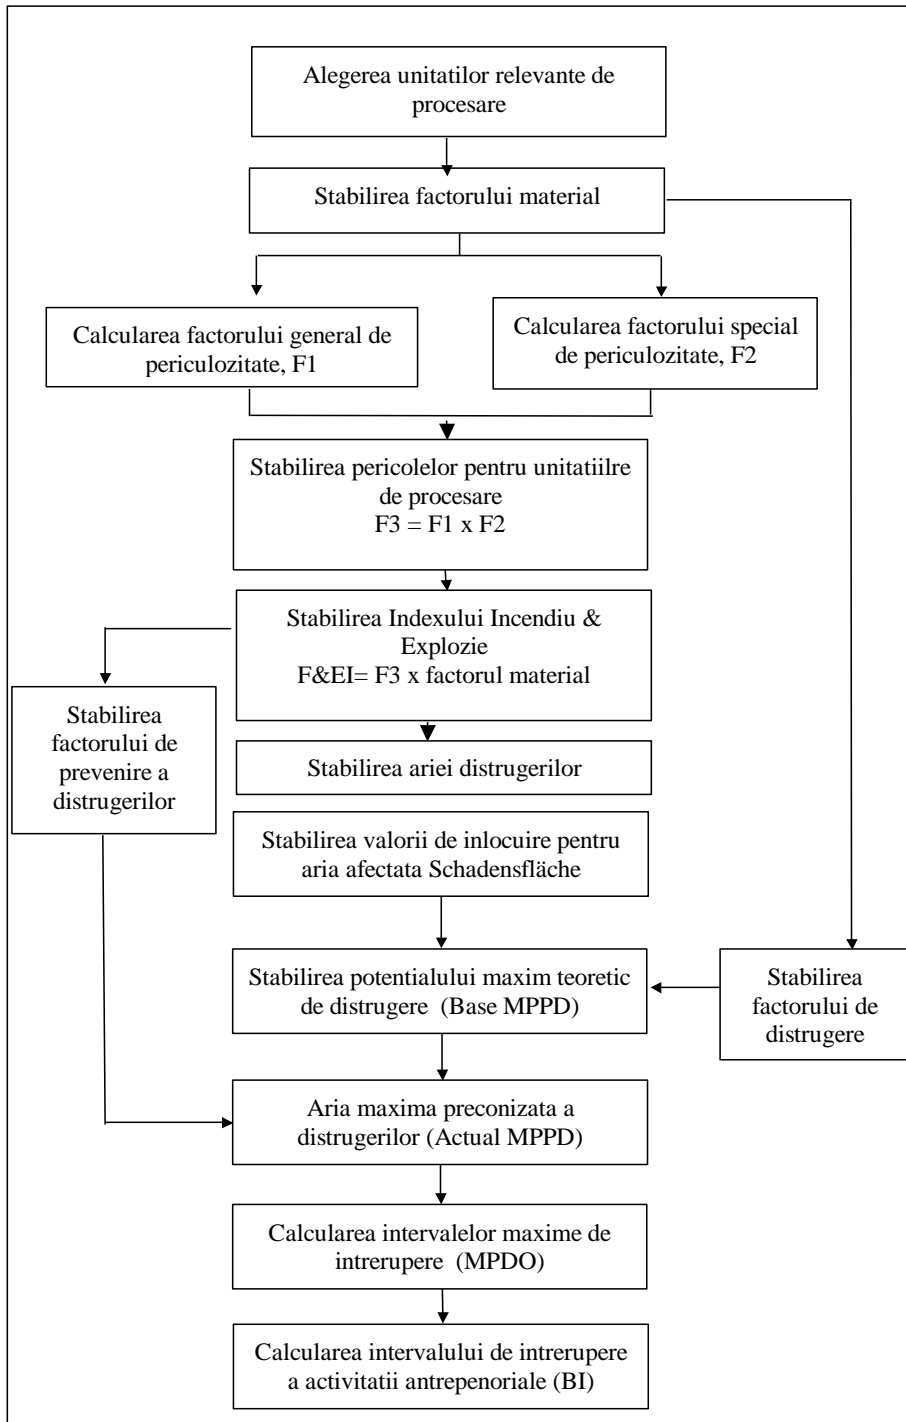 Alegerea unitatilor relevante de
procesare
Stabilirea factorului material
Calcularea factorului general de
periculozitate, F1
Calcularea factorului special
de periculozitate, F2
Stabilirea pericolelor pentru unitatiilre
de procesare
F3 = F1 x F2
Stabilirea Indexului Incendiu &
Explozie
F&EI= F3 x factorul material
Stabilirea
factorului de
prevenire a
distrugerilor
Stabilirea ariei distrugerilor
Stabilirea valorii de inlocuire pentru
aria afectata Schadensfläche
Stabilirea potentialului maxim teoretic
de distrugere (Base MPPD)
Stabilirea
factorului de
distrugere
Aria maxima preconizata a
distrugerilor (Actual MPPD)
Calcularea intervalelor maxime de
intrerupere (MPDO)
Calcularea intervalului de intrerupere
a activitatii antrepenoriale (BI)